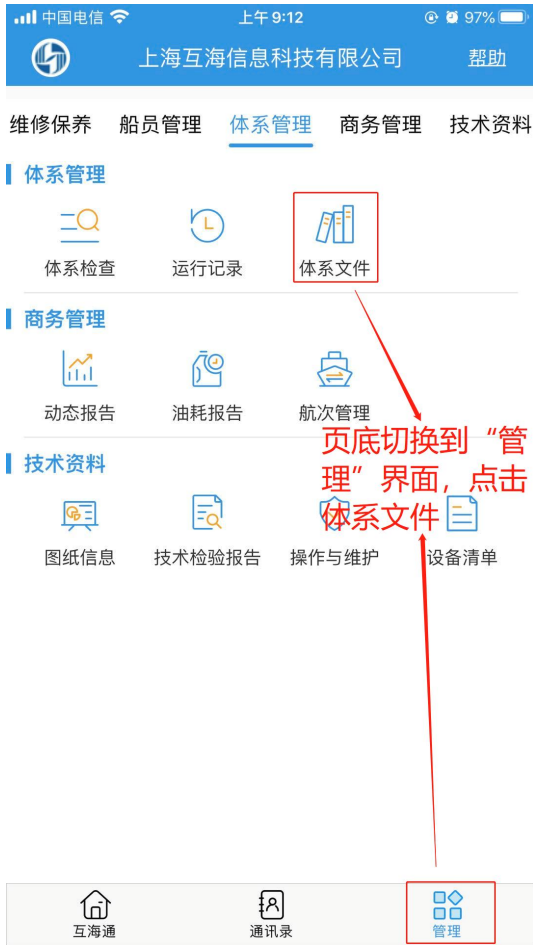 中国电信 上午9:12 97%
上海互海信息科技有限公司 帮助
维修保养 船员管理 体系管理 商务管理 技术资料
体系管理
体系检查 运行记录 体系文件
商务管理
动态报告 油耗报告 航次管理
页底切换到“管
理”界面，点击
体系文件
技术资料
图纸信息 技术检验报告 操作与维护 设备清单
互海通 通讯录 管理